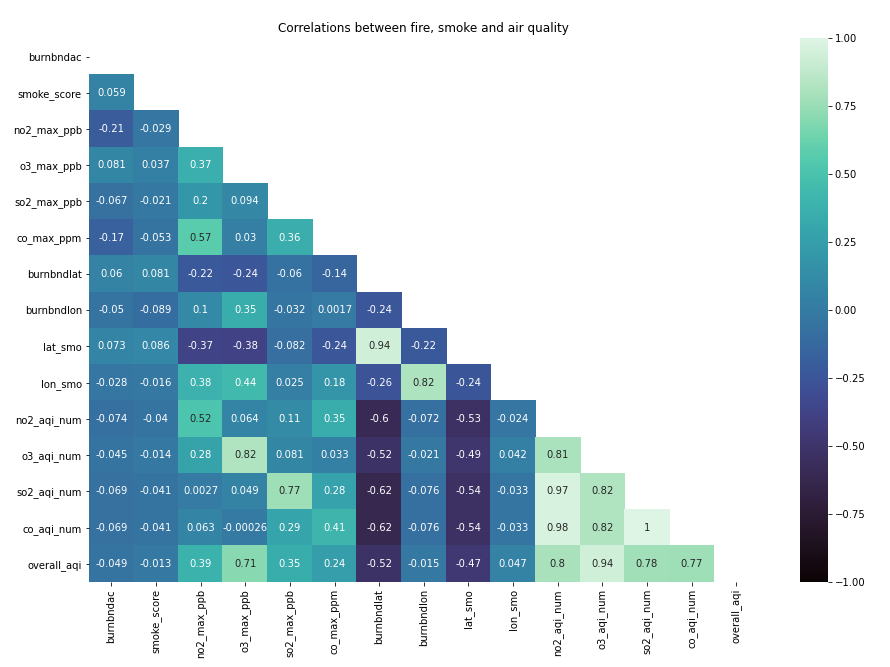 Correlations between fire, smoke and air quality
burnbndac
smoke_score 0.059
no2_max_ppb -0.21 -0.029
o3_max_ppb 0.081 0.037 0.37
so2_max_ppb -0.067 -0.021 0.2 0.094
co_max_ppm -0.17 -0.053 0.57 0.03 0.36
burnbndlat 0.06 0.081 -0.22 -0.24 -0.06 -0.14
burnbndlon -0.05 -0.089 0.1 0.35 -0.032 0.0017 -0.24
lat_smo 0.073 0.086 -0.37 -0.38 -0.082 -0.24 0.94 -0.22
lon_smo -0.028 -0.016 0.38 0.44 0.025 0.18 -0.26 0.82 -0.24
no2_aqi_num -0.074 -0.04 0.52 0.064 0.11 0.35 -0.6 -0.072 -0.53 -0.024
o3_aqi_num -0.045 -0.014 0.28 0.82 0.081 0.033 -0.52 -0.021 -0.49 0.042 0.81
so2_aqi_num -0.069 -0.041 0.0027 0.049 0.77 0.28 -0.62 -0.076 -0.54 -0.033 0.97 0.82
co_aqi_num -0.069 -0.041 0.063 -0.00026 0.29 0.41 -0.62 -0.076 -0.54 -0.033 0.98 0.82 1
overall_aqi -0.049 -0.013 0.39 0.71 0.35 0.24 -0.52 -0.015 -0.47 0.047 0.8 0.94 0.78 0.77
burnbndac smoke_score no2_max_ppb o3_max_ppb so2_max_ppb co_max_ppm burnbndlat burnbndlon lat_smo lon_smo no2_aqi_num o3_aqi_num so2_aqi_num co_aqi_num overall_aqi
1.00
0.75
0.50
0.25
0.00
−0.25
−0.50
−0.75
−1.00